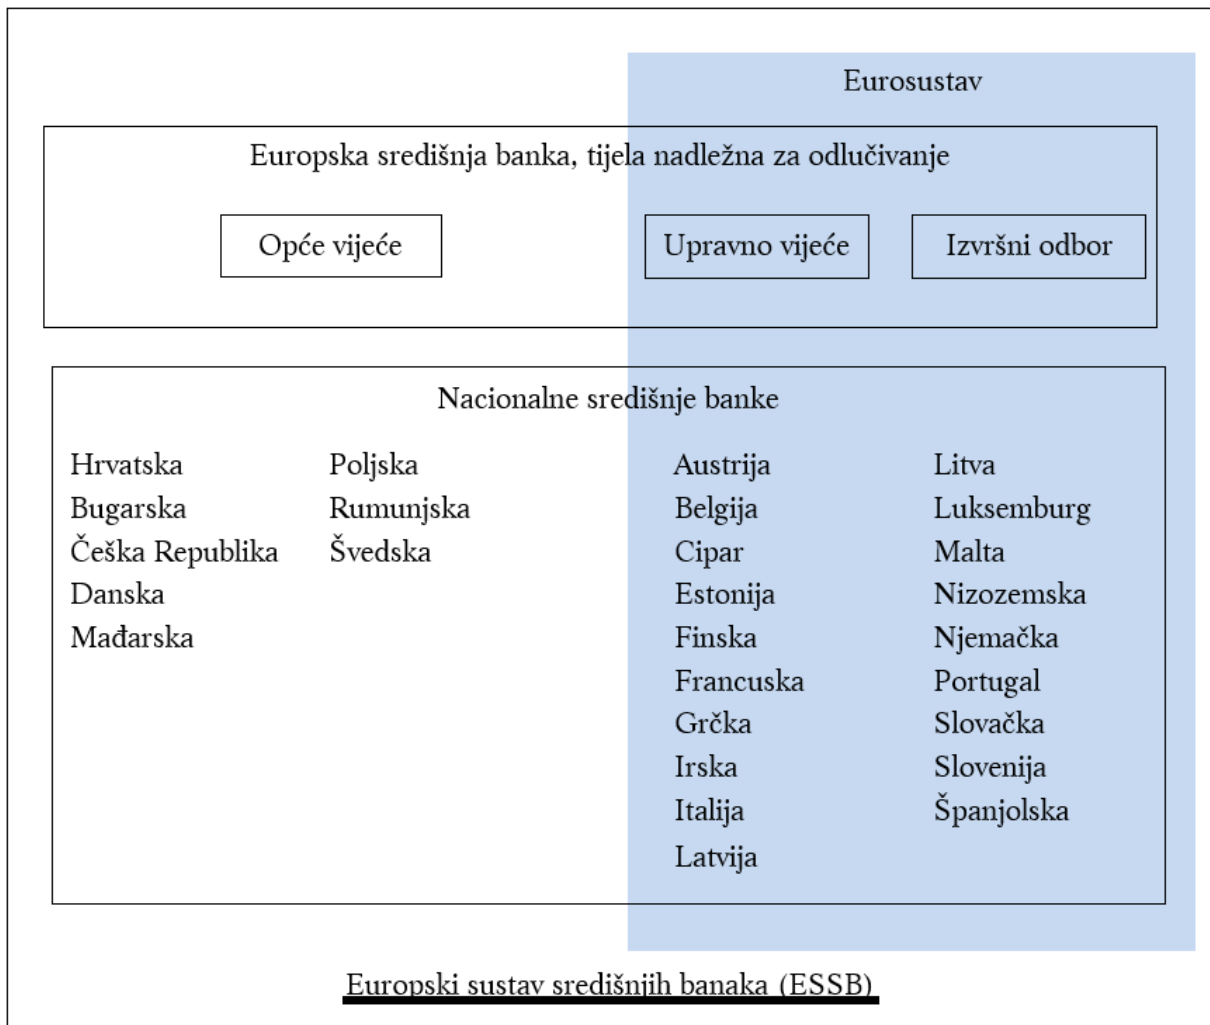 Eurosustav
Europska središnja banka, tijela nadležna za odlučivanje
Opće vijeće
Upravno vijeće
Izvršni odbor
Nacionalne središnje banke
Hrvatska
Bugarska
Češka Republika
Danska
Mađarska
Poljska
Rumunjska
Švedska
Austrija
Belgija
Cipar
Estonija
Finska
Francuska
Grčka
Irska
Italija
Latvija
Litva
Luksemburg
Malta
Nizozemska
Njemačka
Portugal
Slovačka
Slovenija
Španjolska
Europski sustav središnjih banaka (ESSB)